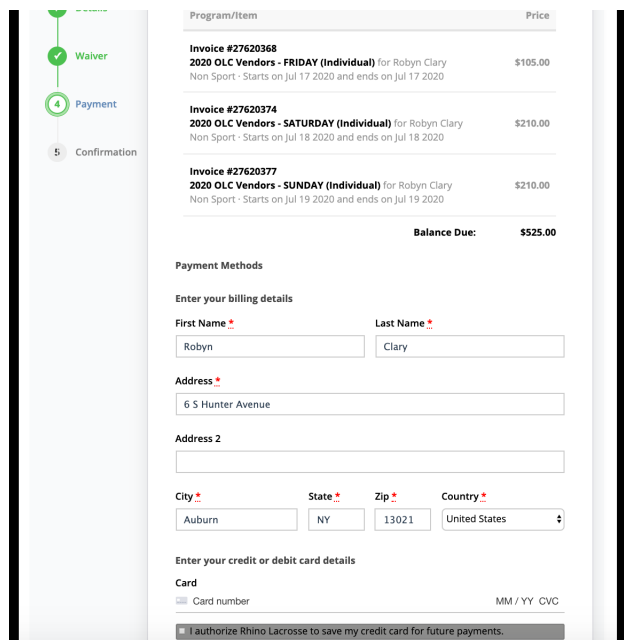 Details
Program/Item Price
Invoice #27620368
2020 OLC Vendors - FRIDAY (Individual) for Robyn Clary $105.00
Non Sport · Starts on Jul 17 2020 and ends on Jul 17 2020
Waiver
4 Payment
Invoice #27620374
2020 OLC Vendors - SATURDAY (Individual) for Robyn Clary $210.00
Non Sport · Starts on Jul 18 2020 and ends on Jul 18 2020
5 Confirmation
Invoice #27620377
2020 OLC Vendors - SUNDAY (Individual) for Robyn Clary $210.00
Non Sport · Starts on Jul 19 2020 and ends on Jul 19 2020
Balance Due: $525.00
Payment Methods
Enter your billing details
First Name * Last Name *
Robyn Clary
Address *
6 S Hunter Avenue
Address 2
City * State * Zip * Country *
Auburn NY 13021 United States
Enter your credit or debit card details
Card
Card number MM / YY CVC
I authorize Rhino Lacrosse to save my credit card for future payments.